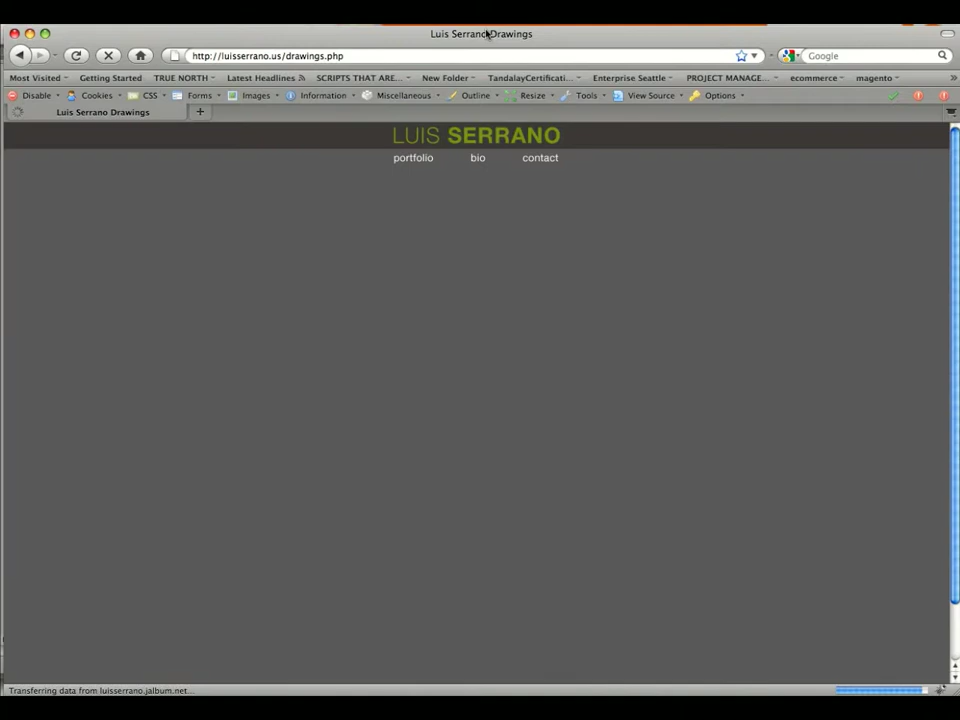 Luis Serrano Drawings
http://luisserrano.us/drawings.php
Google
Most Visited Getting Started TRUE NORTH Latest Headlines SCRIPTS THAT ARE... New Folder TandalayCertificati... Enterprise Seattle PROJECT MANAGE... ecommerce magento »
Disable Cookies CSS Forms Images Information Miscellaneous Outline Resize Tools View Source Options
Luis Serrano Drawings +
LUIS SERRANO
portfolio bio contact
Transferring data from luisserrano.jalbum.net...